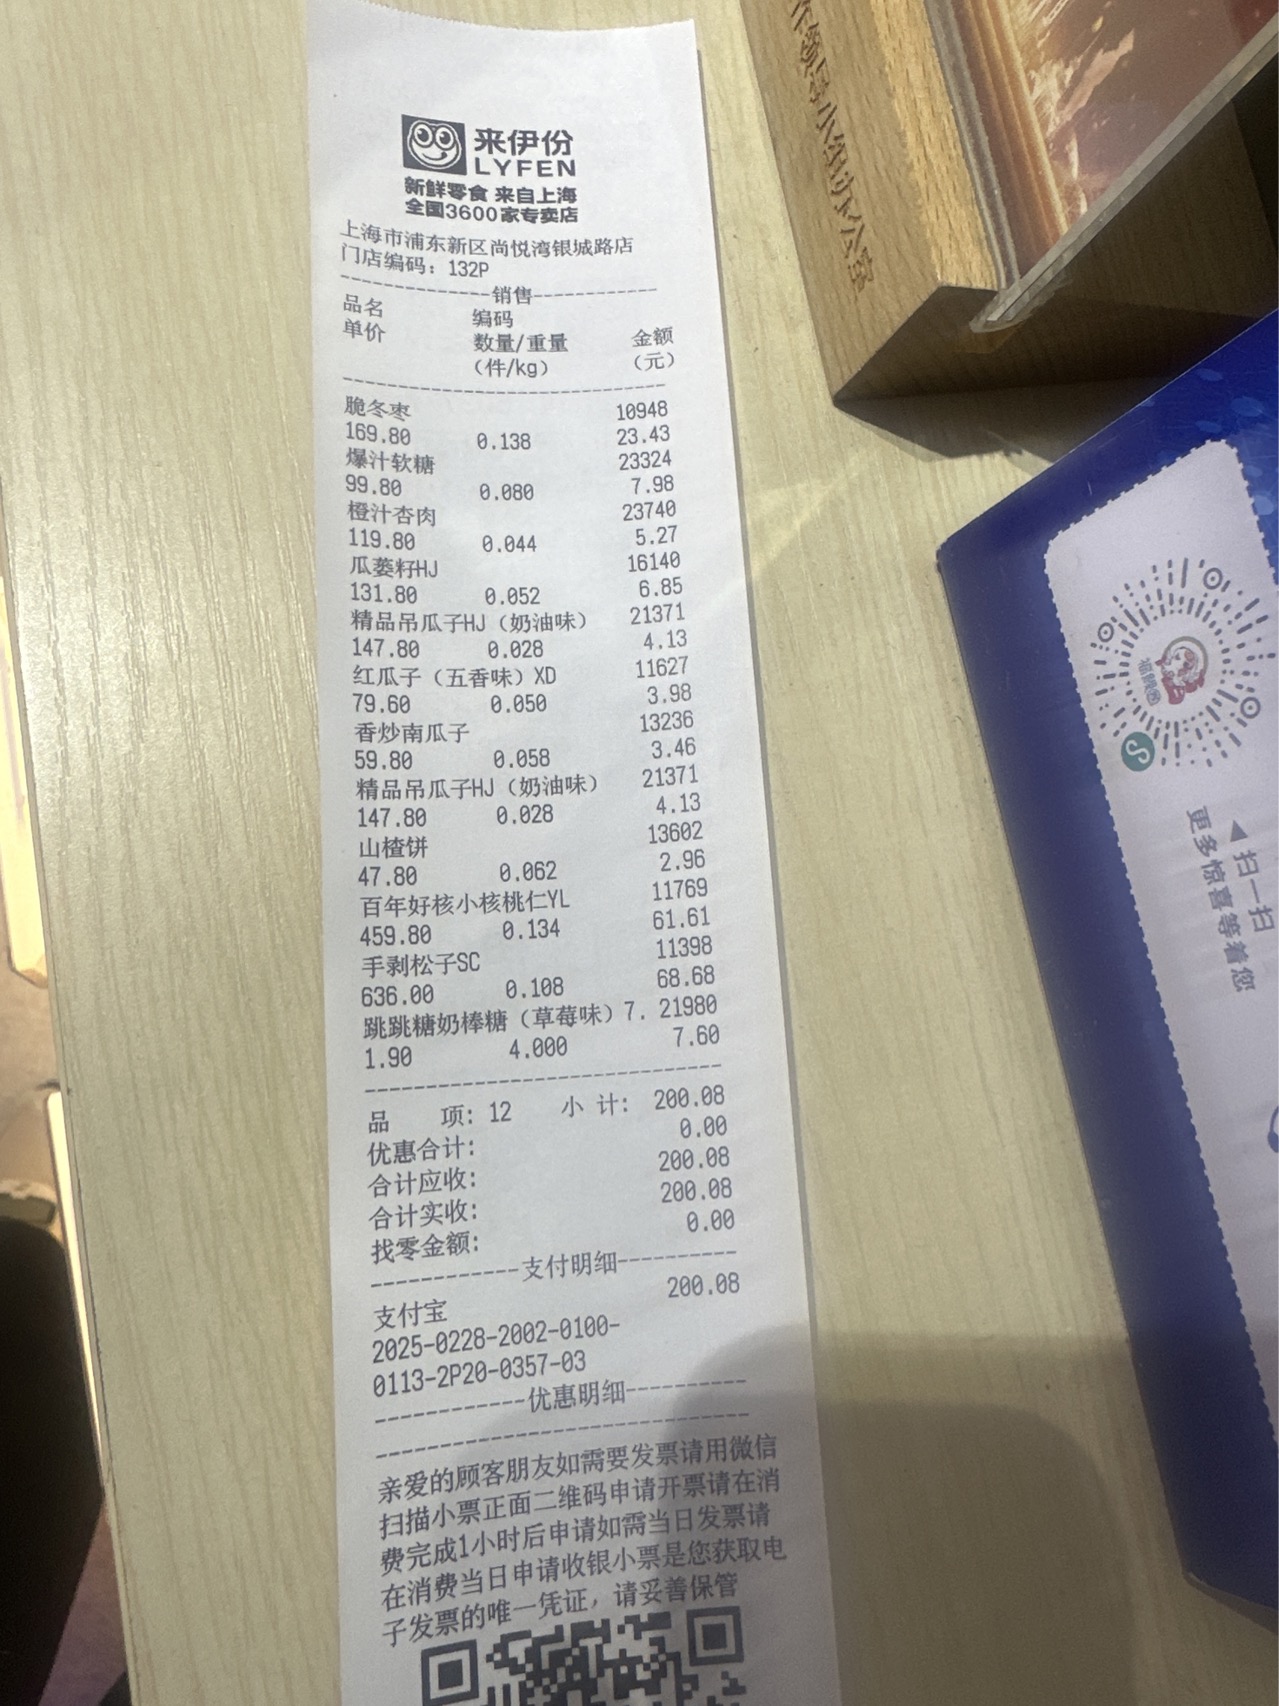 来伊份
LYFEN
新鲜零食 来自上海
全国3600家专卖店
上海市浦东新区尚悦湾银城路店
门店编码：132P
------------销售------------
品名 编码
单价 数量/重量 金额
（件/kg） （元）
脆冬枣 10948
169.80 0.138 23.43
爆汁软糖 23324
99.80 0.080 7.98
橙汁杏肉 23740
119.80 0.044 5.27
瓜蒌籽HJ 16140
131.80 0.052 6.85
精品吊瓜子HJ（奶油味） 21371
147.80 0.028 4.13
红瓜子（五香味）XD 11627
79.60 0.050 3.98
香炒南瓜子 13236
59.80 0.058 3.46
精品吊瓜子HJ（奶油味） 21371
147.80 0.028 4.13
山楂饼 13602
47.80 0.062 2.96
百年好核小核桃仁YL 11769
459.80 0.134 61.61
手剥松子SC 11398
636.00 0.108 68.68
跳跳糖奶棒糖（草莓味）7. 21980
1.90 4.000 7.60
品 项: 12 小 计: 200.08
优惠合计: 0.00
合计应收: 200.08
合计实收: 200.08
找零金额: 0.00
------------支付明细------------
支付宝 200.08
2025-0228-2002-0100-
0113-2P20-0357-03
------------优惠明细------------
亲爱的顾客朋友如需要发票请用微信
扫描小票正面二维码申请开票请在消
费完成1小时后申请如需当日发票请
在消费当日申请收银小票是您获取电
子发票的唯一凭证，请妥善保管
小组办公室
扫一扫
更多惊喜等着您